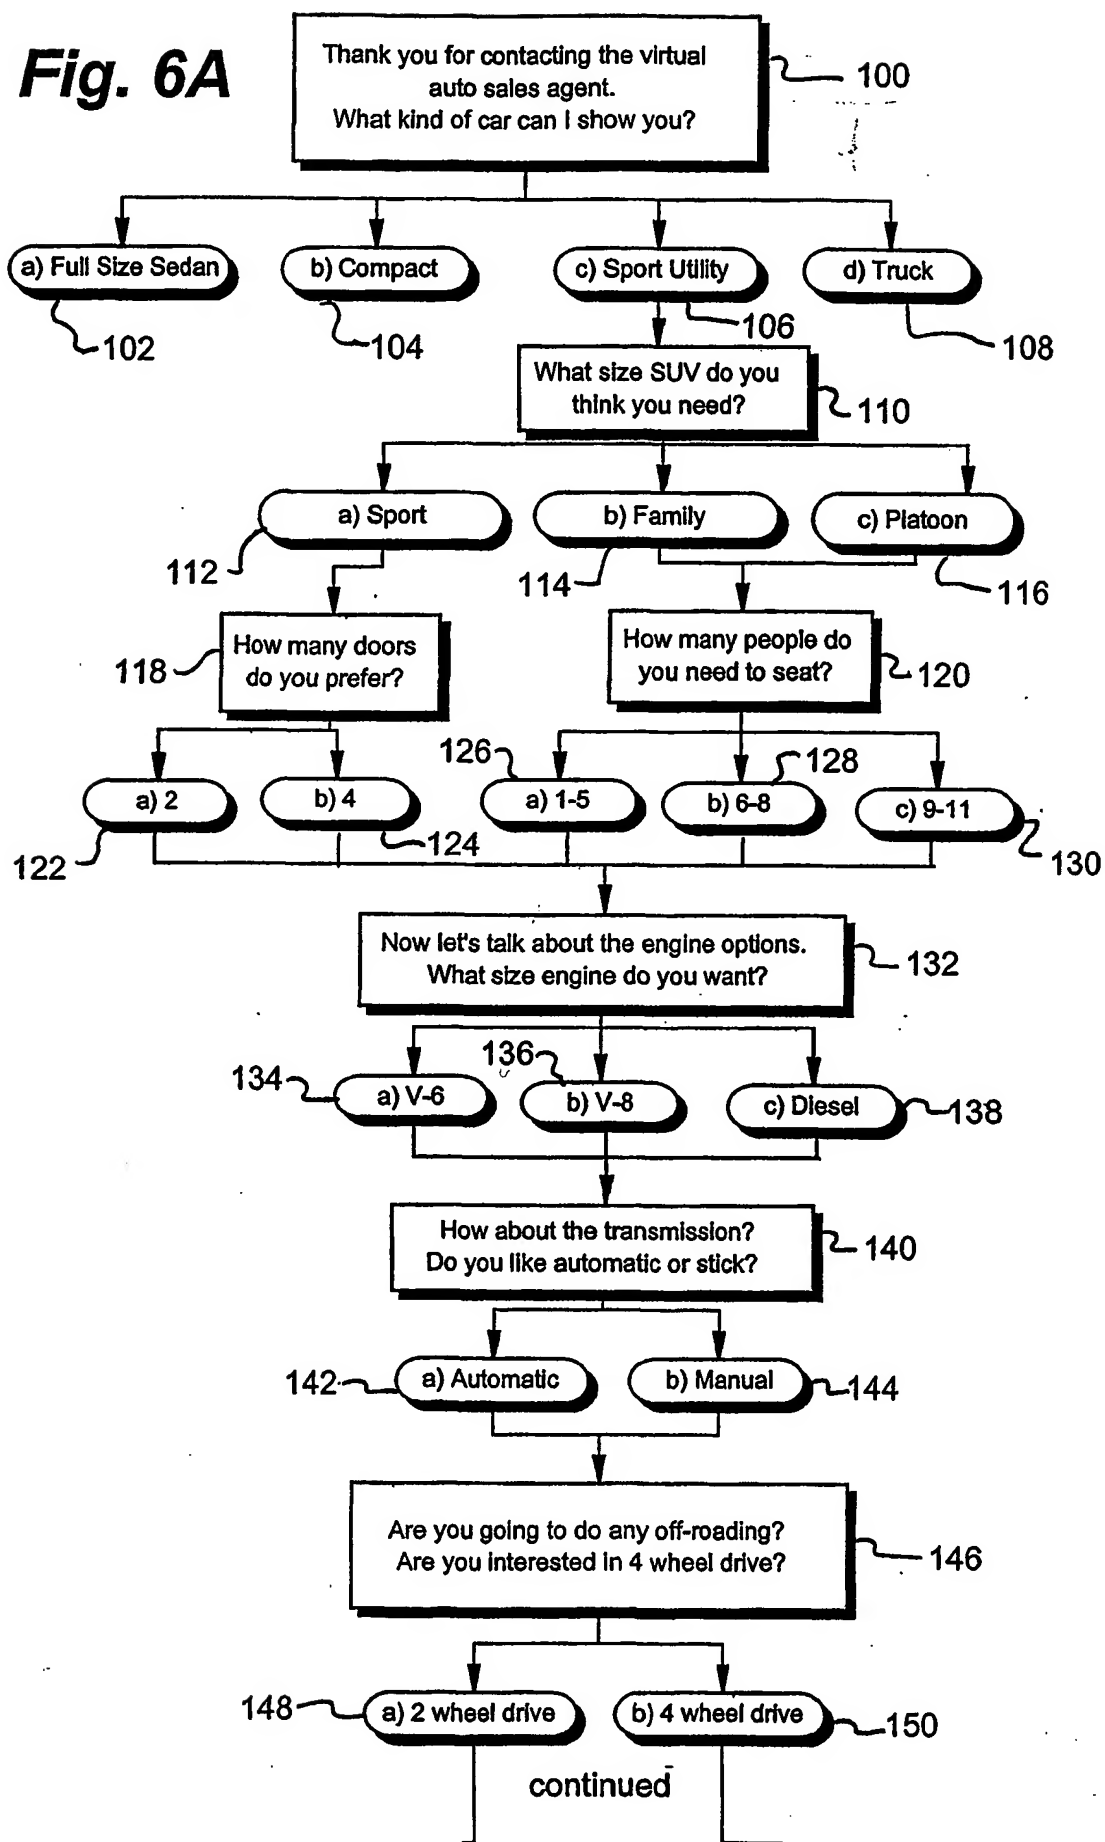 Fig. 6A
Thank you for contacting the virtual
auto sales agent.
What kind of car can I show you?
100
a) Full Size Sedan
b) Compact
c) Sport Utility
d) Truck
102
104
106
108
What size SUV do you
think you need?
110
a) Sport
b) Family
c) Platoon
112
114
116
How many doors
do you prefer?
118
How many people do
you need to seat?
120
126
128
a) 2
b) 4
a) 1-5
b) 6-8
c) 9-11
122
124
130
Now let's talk about the engine options.
What size engine do you want?
132
134
136
a) V-6
b) V-8
c) Diesel
138
How about the transmission?
Do you like automatic or stick?
140
142
a) Automatic
b) Manual
144
Are you going to do any off-roading?
Are you interested in 4 wheel drive?
146
148
a) 2 wheel drive
b) 4 wheel drive
150
continued